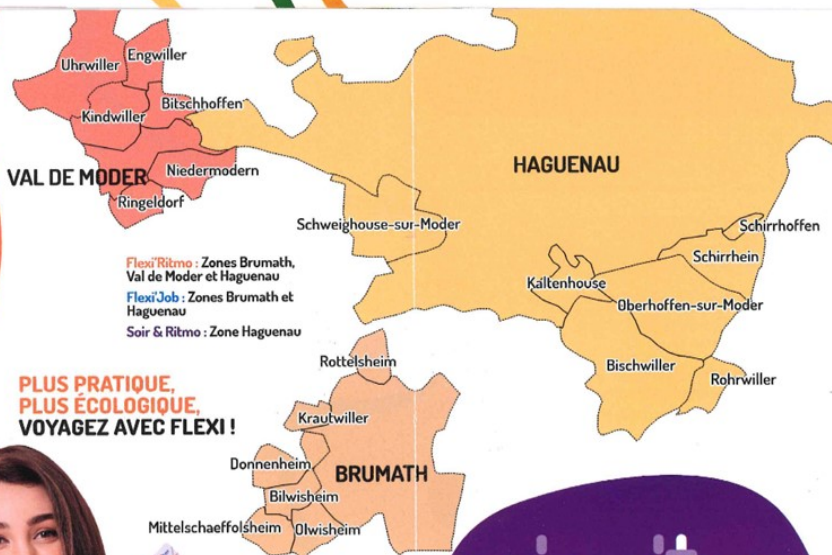 Engwiller
Uhrwiller
Bitschhoffen
Kindwiller
HAGUENAU
VAL DE MODER
Niedermodern
Ringeldorf
Schweighouse-sur-Moder
Schirrhoffen
Schirrhein
Flexi'Ritmo : Zones Brumath,
Val de Moder et Haguenau
Kaltenhouse
Flexi'Job : Zones Brumath et
Haguenau
Oberhoffen-sur-Moder
Soir & Ritmo : Zone Haguenau
Rottelsheim
Bischwiller
Rohrwiller
PLUS PRATIQUE,
PLUS ÉCOLOGIQUE,
VOYAGEZ AVEC FLEXI !
Krautwiller
Donnenheim
BRUMATH
Bilwisheim
Mittelschaeffolsheim
Olwisheim